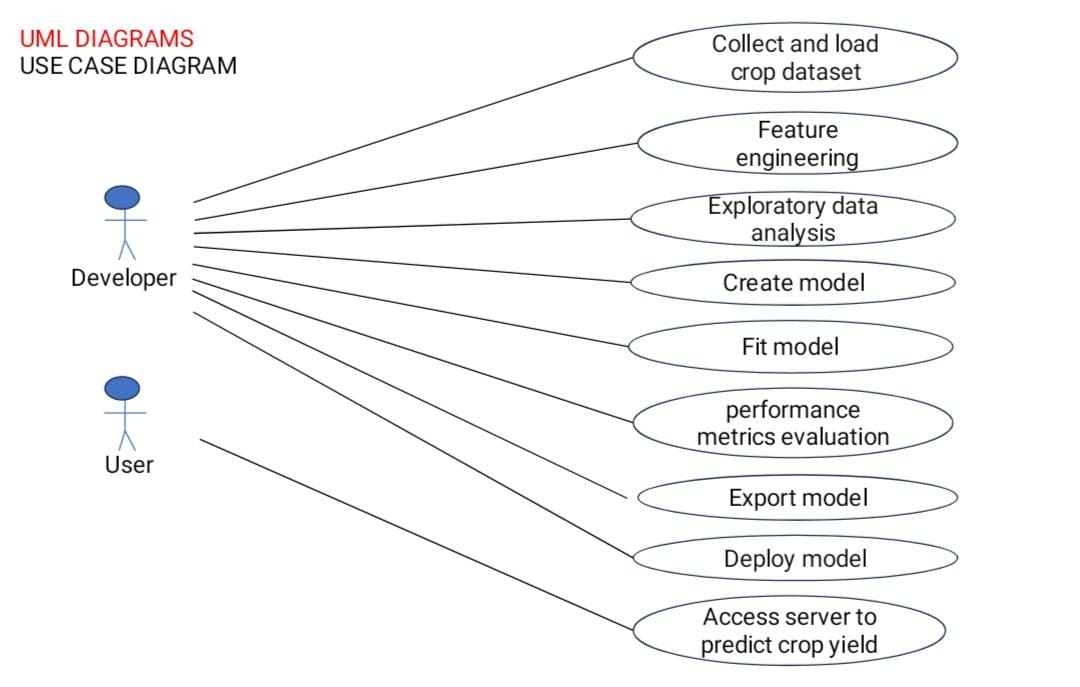 UML DIAGRAMS
USE CASE DIAGRAM
Collect and load
crop dataset
Feature
engineering
Exploratory data
analysis
Developer
Create model
Fit model
performance
metrics evaluation
User
Export model
Deploy model
Access server to
predict crop yield